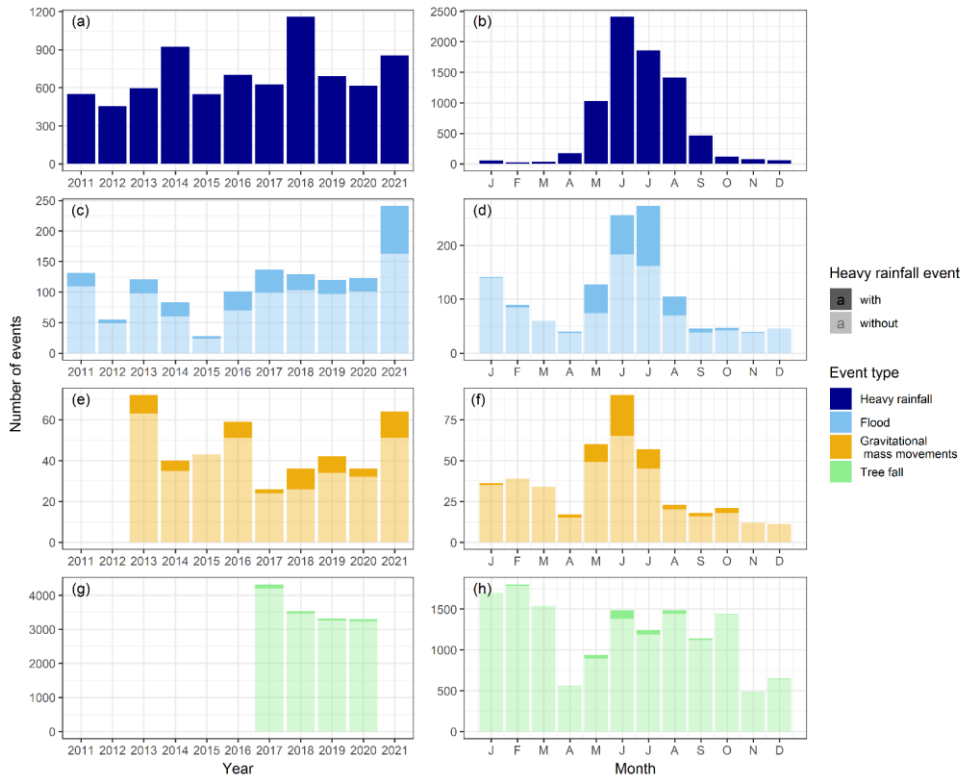 (a)
1200
900
600
300
0
2011 2012 2013 2014 2015 2016 2017 2018 2019 2020 2021
(b)
2500
2000
1500
1000
500
0
J F M A M J J A S O N D
(c)
250
200
150
100
50
0
2011 2012 2013 2014 2015 2016 2017 2018 2019 2020 2021
(d)
200
100
0
J F M A M J J A S O N D
(e)
60
40
20
0
2011 2012 2013 2014 2015 2016 2017 2018 2019 2020 2021
(f)
75
50
25
0
J F M A M J J A S O N D
(g)
4000
3000
2000
1000
0
2011 2012 2013 2014 2015 2016 2017 2018 2019 2020 2021
(h)
1500
1000
500
0
J F M A M J J A S O N D
Number of events
Year
Month
Heavy rainfall event
a with
a without
Event type
Heavy rainfall
Flood
Gravitational
mass movements
Tree fall